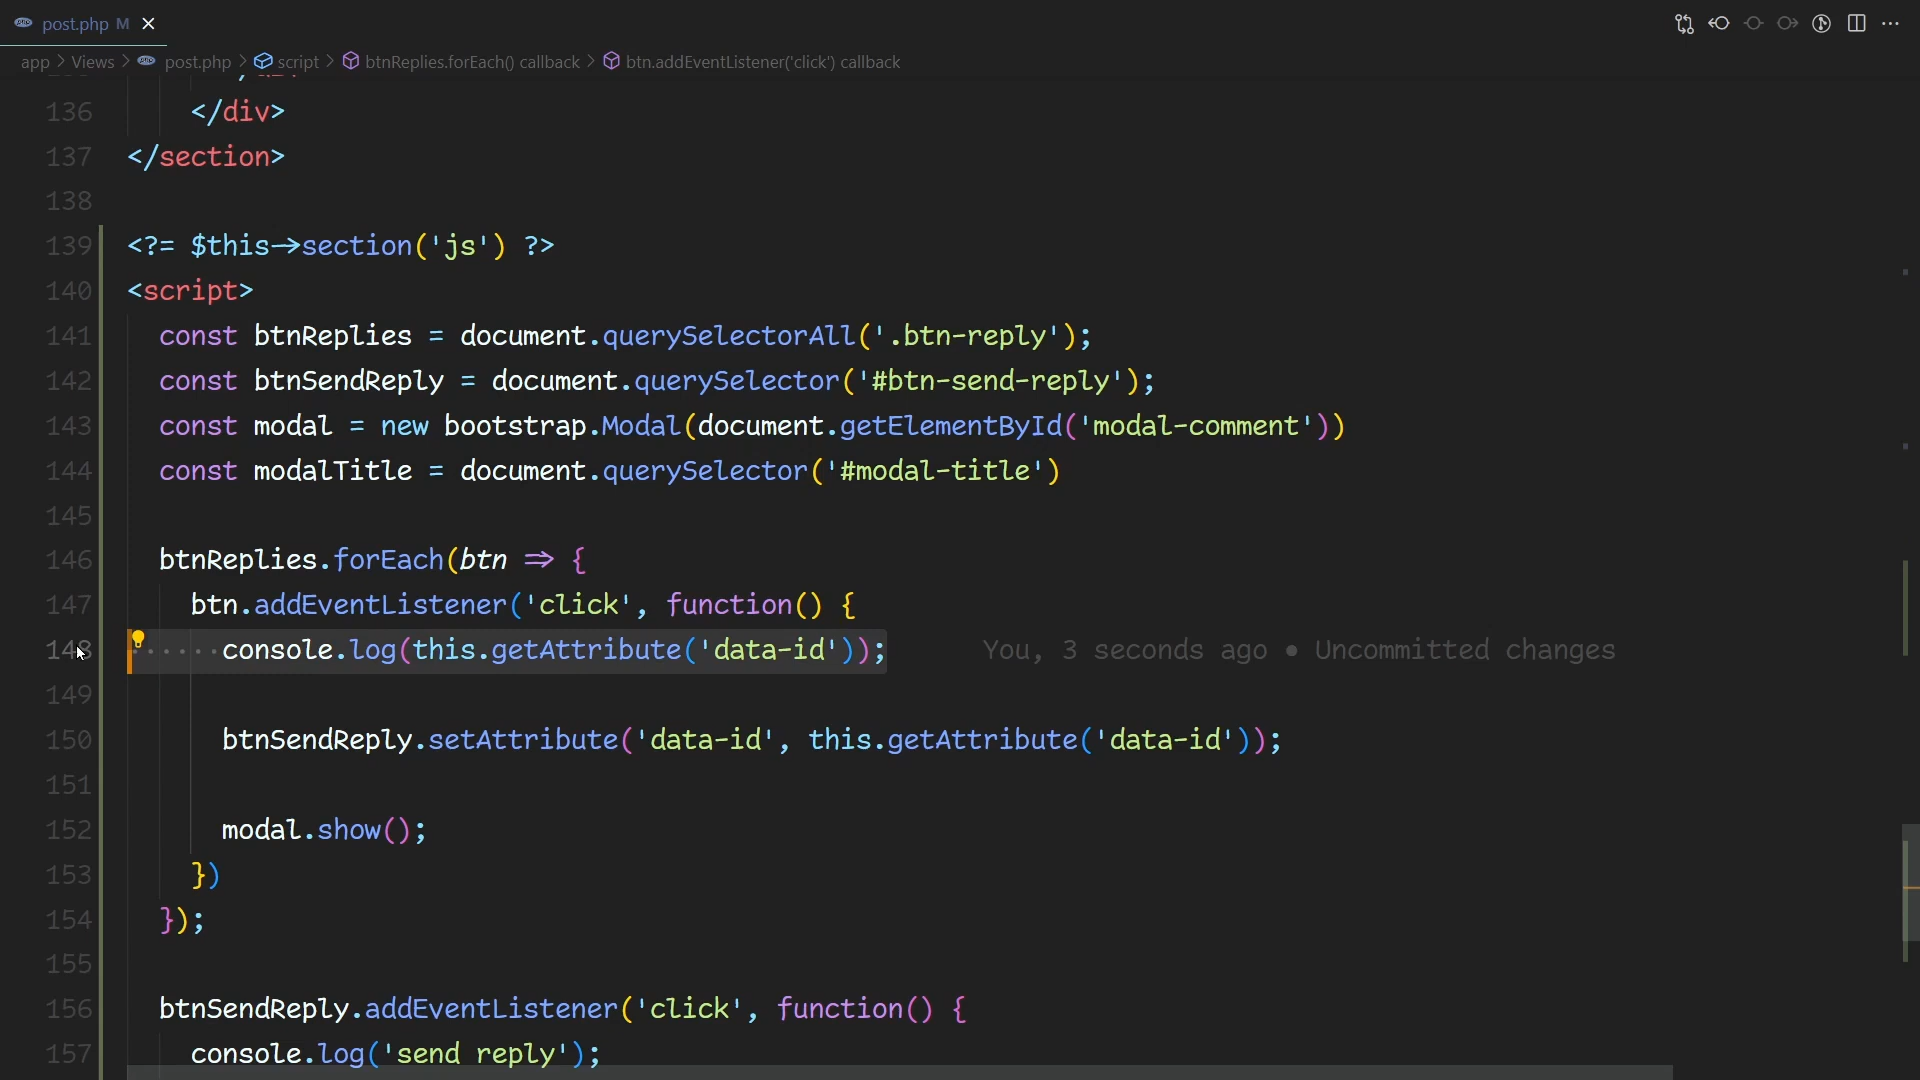 post.php M
app > Views > post.php > script > btnReplies.forEach() callback > btn.addEventListener('click') callback
136 </div>
137 </section>
138
139 <?= $this->section('js') ?>
140 <script>
141 const btnReplies = document.querySelectorAll('.btn-reply');
142 const btnSendReply = document.querySelector('#btn-send-reply');
143 const modal = new bootstrap.Modal(document.getElementById('modal-comment'))
144 const modalTitle = document.querySelector('#modal-title')
145
146 btnReplies.forEach(btn => {
147 btn.addEventListener('click', function() {
148 console.log(this.getAttribute('data-id')); You, 3 seconds ago • Uncommitted changes
149
150 btnSendReply.setAttribute('data-id', this.getAttribute('data-id'));
151
152 modal.show();
153 })
154 });
155
156 btnSendReply.addEventListener('click', function() {
157 console.log('send reply');